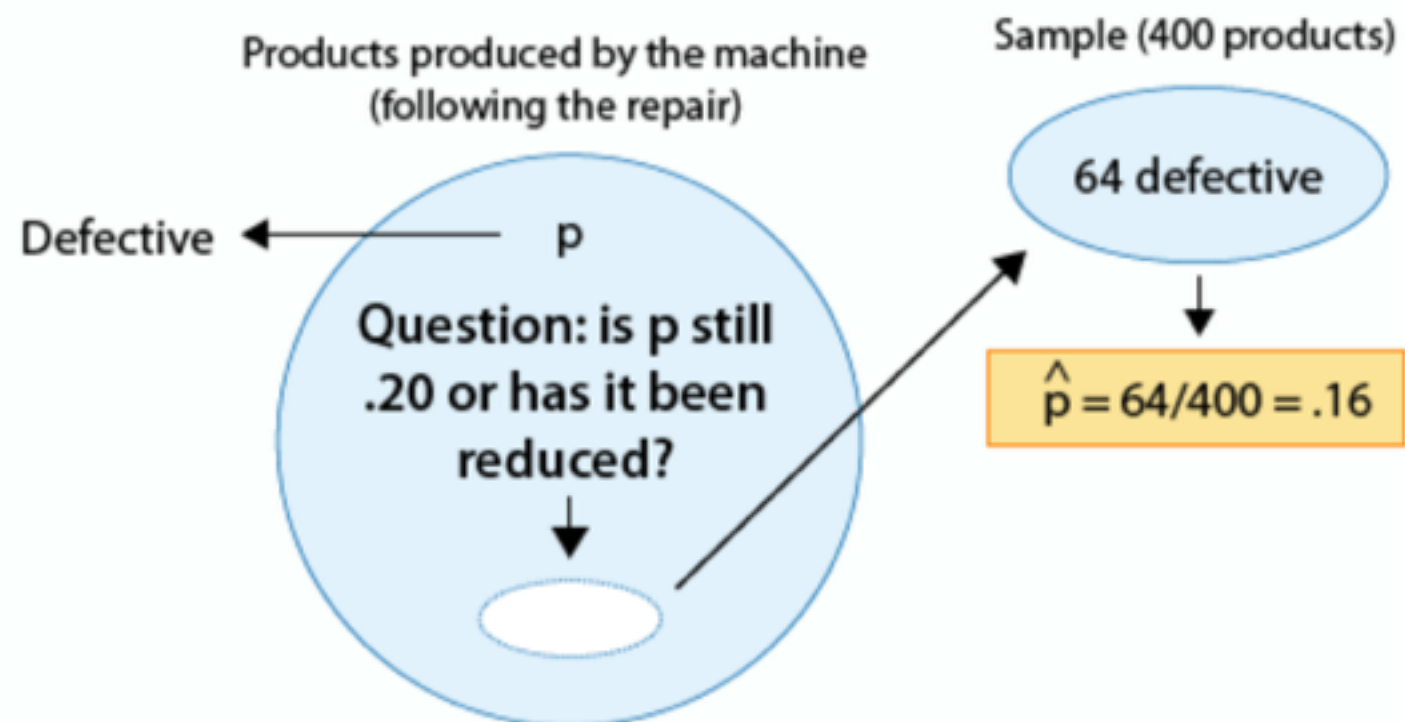 Products produced by the machine
(following the repair)
Sample (400 products)
64 defective
Defective
p
Question: is p still
.20 or has it been
reduced?
p̂ = 64/400 = .16